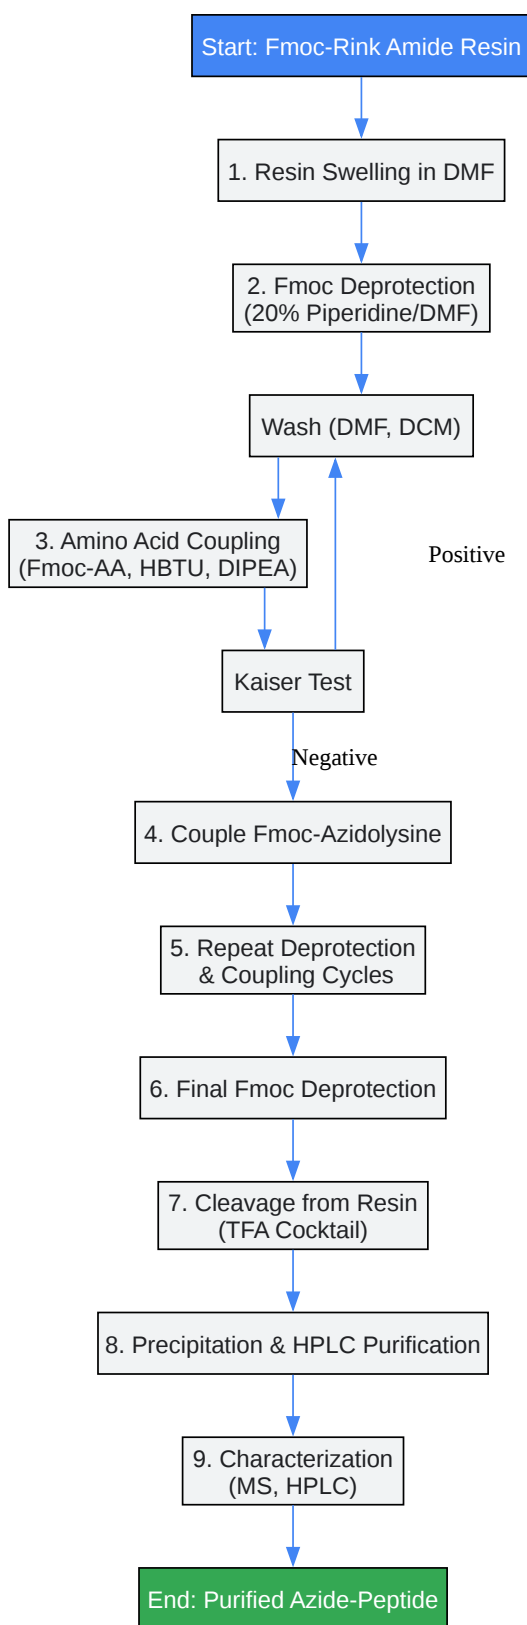 Start: Fmoc-Rink Amide Resin
1. Resin Swelling in DMF
2. Fmoc Deprotection
(20% Piperidine/DMF)
Wash (DMF, DCM)
3. Amino Acid Coupling
(Fmoc-AA, HBTU, DIPEA)
Positive
Kaiser Test
Negative
4. Couple Fmoc-Azidolysine
5. Repeat Deprotection
& Coupling Cycles
6. Final Fmoc Deprotection
7. Cleavage from Resin
(TFA Cocktail)
8. Precipitation & HPLC Purification
9. Characterization
(MS, HPLC)
End: Purified Azide-Peptide